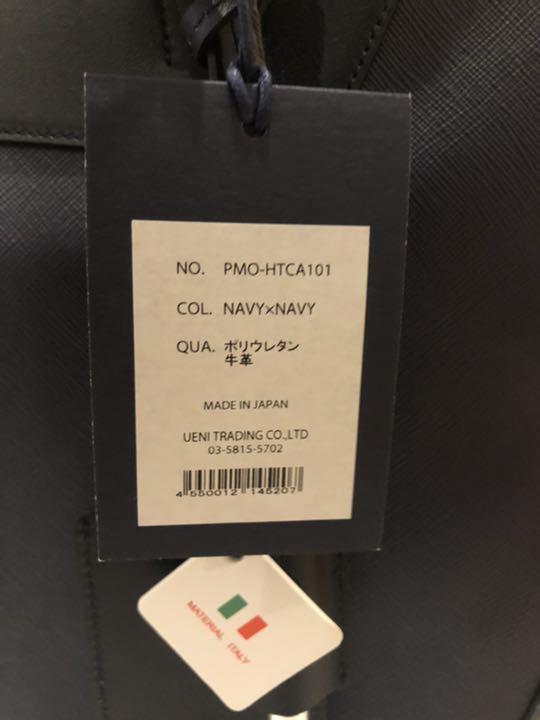 NO. PMO-HTCA101
COL. NAVY×NAVY
QUA. ポリウレタン
牛革
MADE IN JAPAN
UENI TRADING CO.,LTD
03-5815-5702
4 550012 145207
MATERIAL ITALY